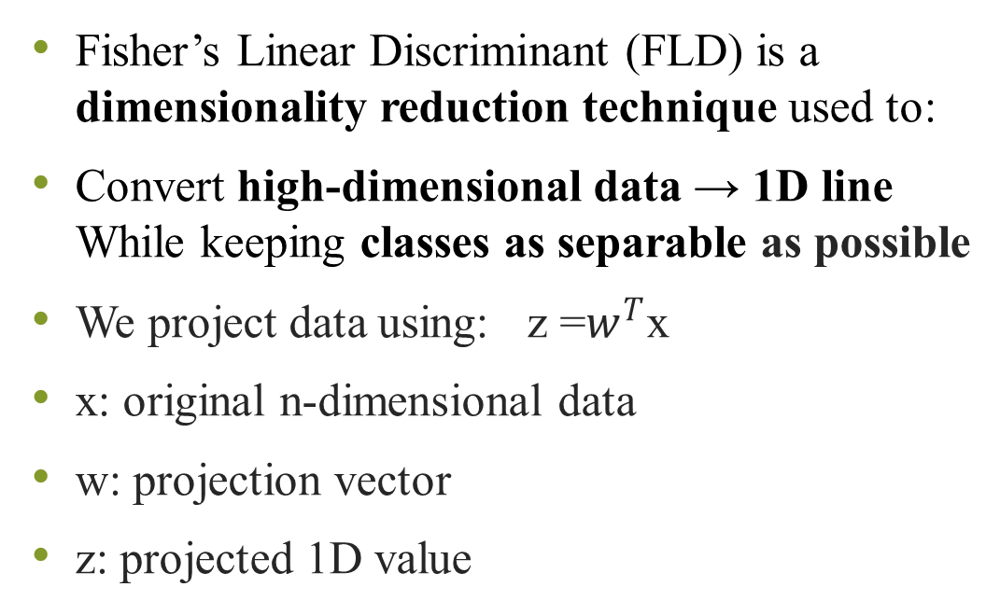 • Fisher’s Linear Discriminant (FLD) is a
dimensionality reduction technique used to:
• Convert high-dimensional data → 1D line
While keeping classes as separable as possible
• We project data using: z =wᵀx
• x: original n-dimensional data
• w: projection vector
• z: projected 1D value